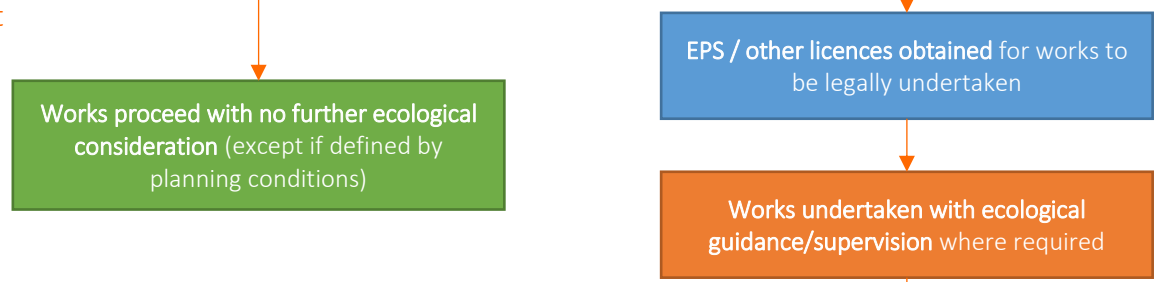 Works proceed with no further ecological
consideration (except if defined by
planning conditions)
EPS / other licences obtained for works to
be legally undertaken
Works undertaken with ecological
guidance/supervision where required